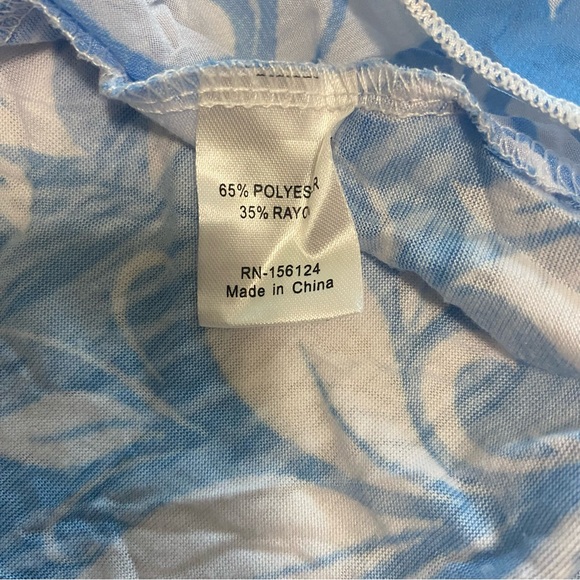 65% POLYES R
35% RAYO
RN-156124
Made in China